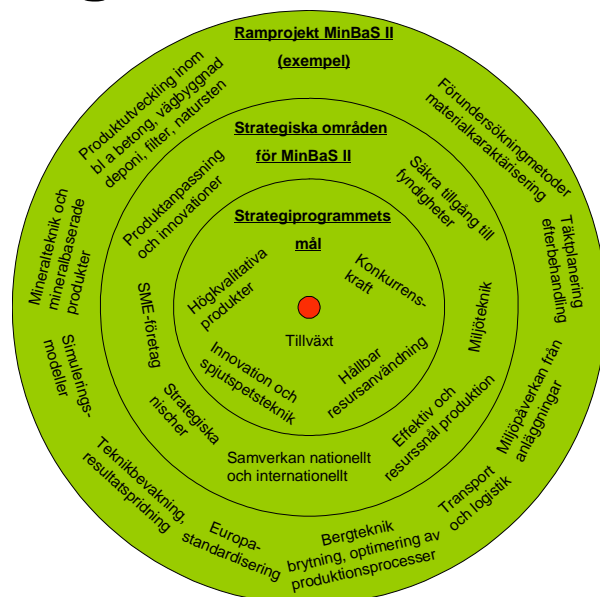 Ramprojekt MinBaS II
(exempel)
Produktutveckling inom
bl a betong, vägbyggnad
deponi, filter, natursten
Förundersökningmetoder
materialkaraktärisering
Täktplanering
efterbehandling
Miljöpåverkan från
anläggningar
Transport
och logistik
Bergteknik
brytning, optimering av
produktionsprocesser
Europa-
standardisering
Teknikbevakning,
resultatspridning
Simulerings-
modeller
Mineralteknik och
mineralbaserade
produkter
Strategiska områden
för MinBaS II
Produktanpassning
och innovationer
Säkra tillgång till
fyndigheter
Miljöteknik
Effektiv och
resurssnål produktion
Samverkan nationellt
och internationellt
Strategiska
nischer
SME-företag
Strategiprogrammets
mål
Högkvalitativa
produkter
Konkurrens-
kraft
Tillväxt
Hållbar
resursanvändning
Innovation och
spjutspetsteknik